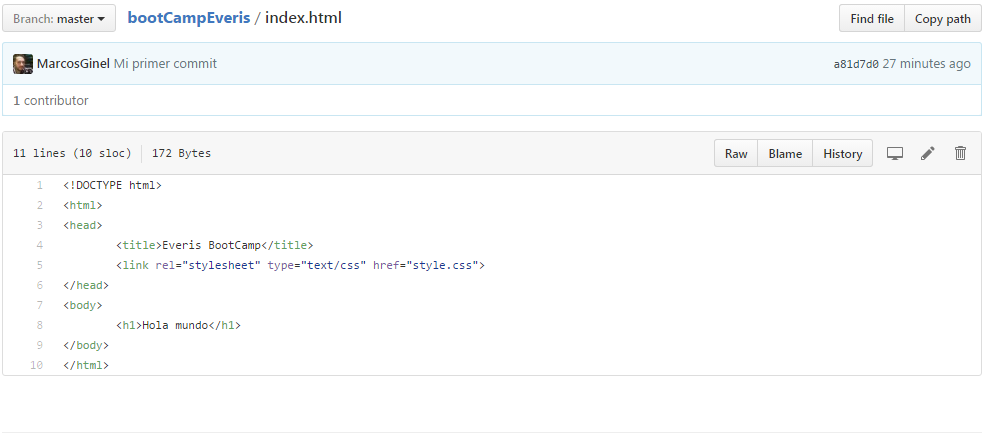 Branch: master bootCampEveris / index.html Find file Copy path
MarcosGinel Mi primer commit a81d7d0 27 minutes ago
1 contributor
11 lines (10 sloc) 172 Bytes Raw Blame History
1 <!DOCTYPE html>
2 <html>
3 <head>
4 <title>Everis BootCamp</title>
5 <link rel="stylesheet" type="text/css" href="style.css">
6 </head>
7 <body>
8 <h1>Hola mundo</h1>
9 </body>
10 </html>